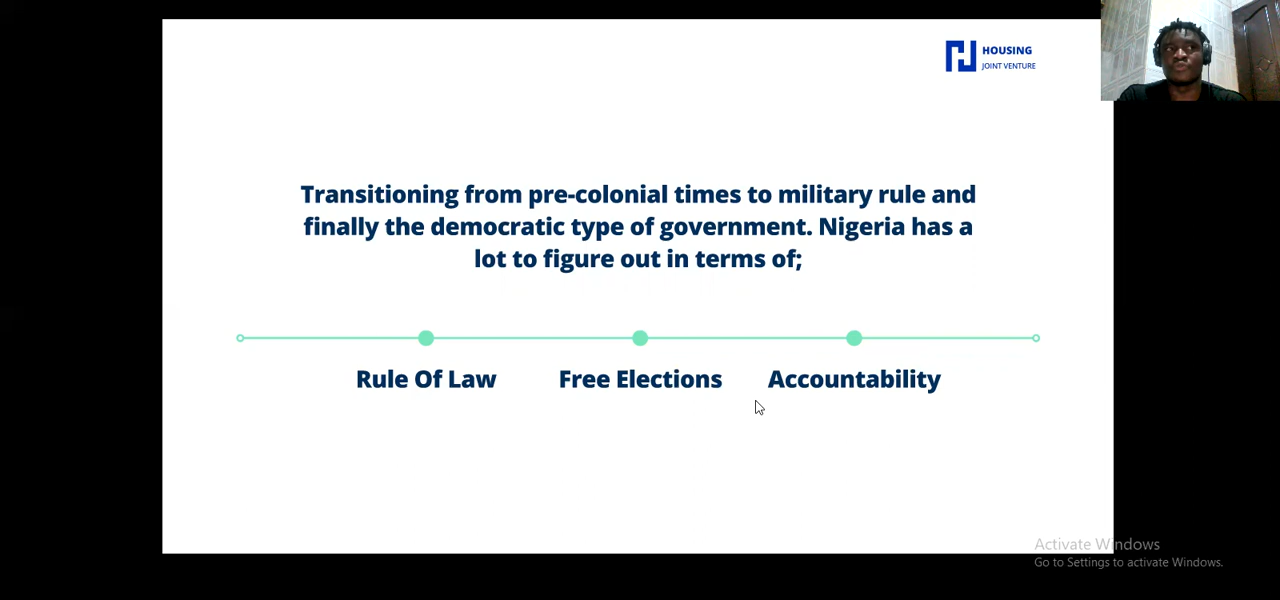 HOUSING
JOINT VENTURE
Transitioning from pre-colonial times to military rule and
finally the democratic type of government. Nigeria has a
lot to figure out in terms of;
Rule Of Law
Free Elections
Accountability
Activate Windows
Go to Settings to activate Windows.